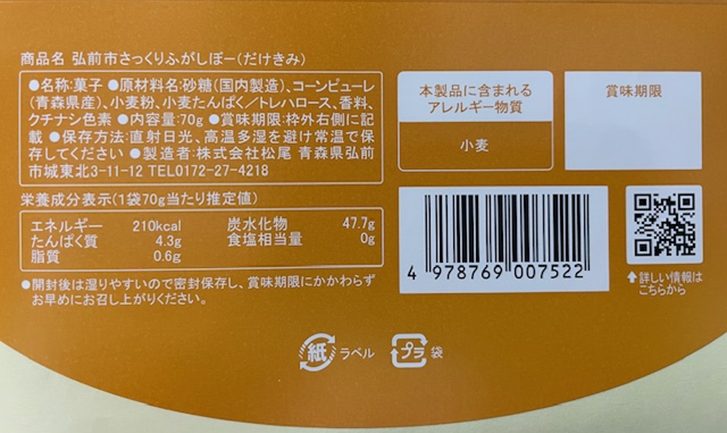 商品名 弘前市さっくりふがしぼー(だけきみ)
●名称:菓子 ●原材料名:砂糖(国内製造)、コーンピューレ
(青森県産)、小麦粉、小麦たんぱく／トレハロース、香料、
クチナシ色素 ●内容量:70g ●賞味期限:枠外右側に記
載 ●保存方法:直射日光、高温多湿を避け常温で保
存してください ●製造者:株式会社松尾 青森県弘前
市城東北3-11-12 TEL0172-27-4218
栄養成分表示(1袋70g当たり推定値)
エネルギー 210kcal 炭水化物 47.7g
たんぱく質 4.3g 食塩相当量 0g
脂質 0.6g
●開封後は湿りやすいので密封保存し、賞味期限にかかわらず
お早めにお召し上がりください。
本製品に含まれる
アレルギー物質
小麦
賞味期限
4 978769 007522
⬆詳しい情報は
こちらから
紙 ラベル プラ 袋